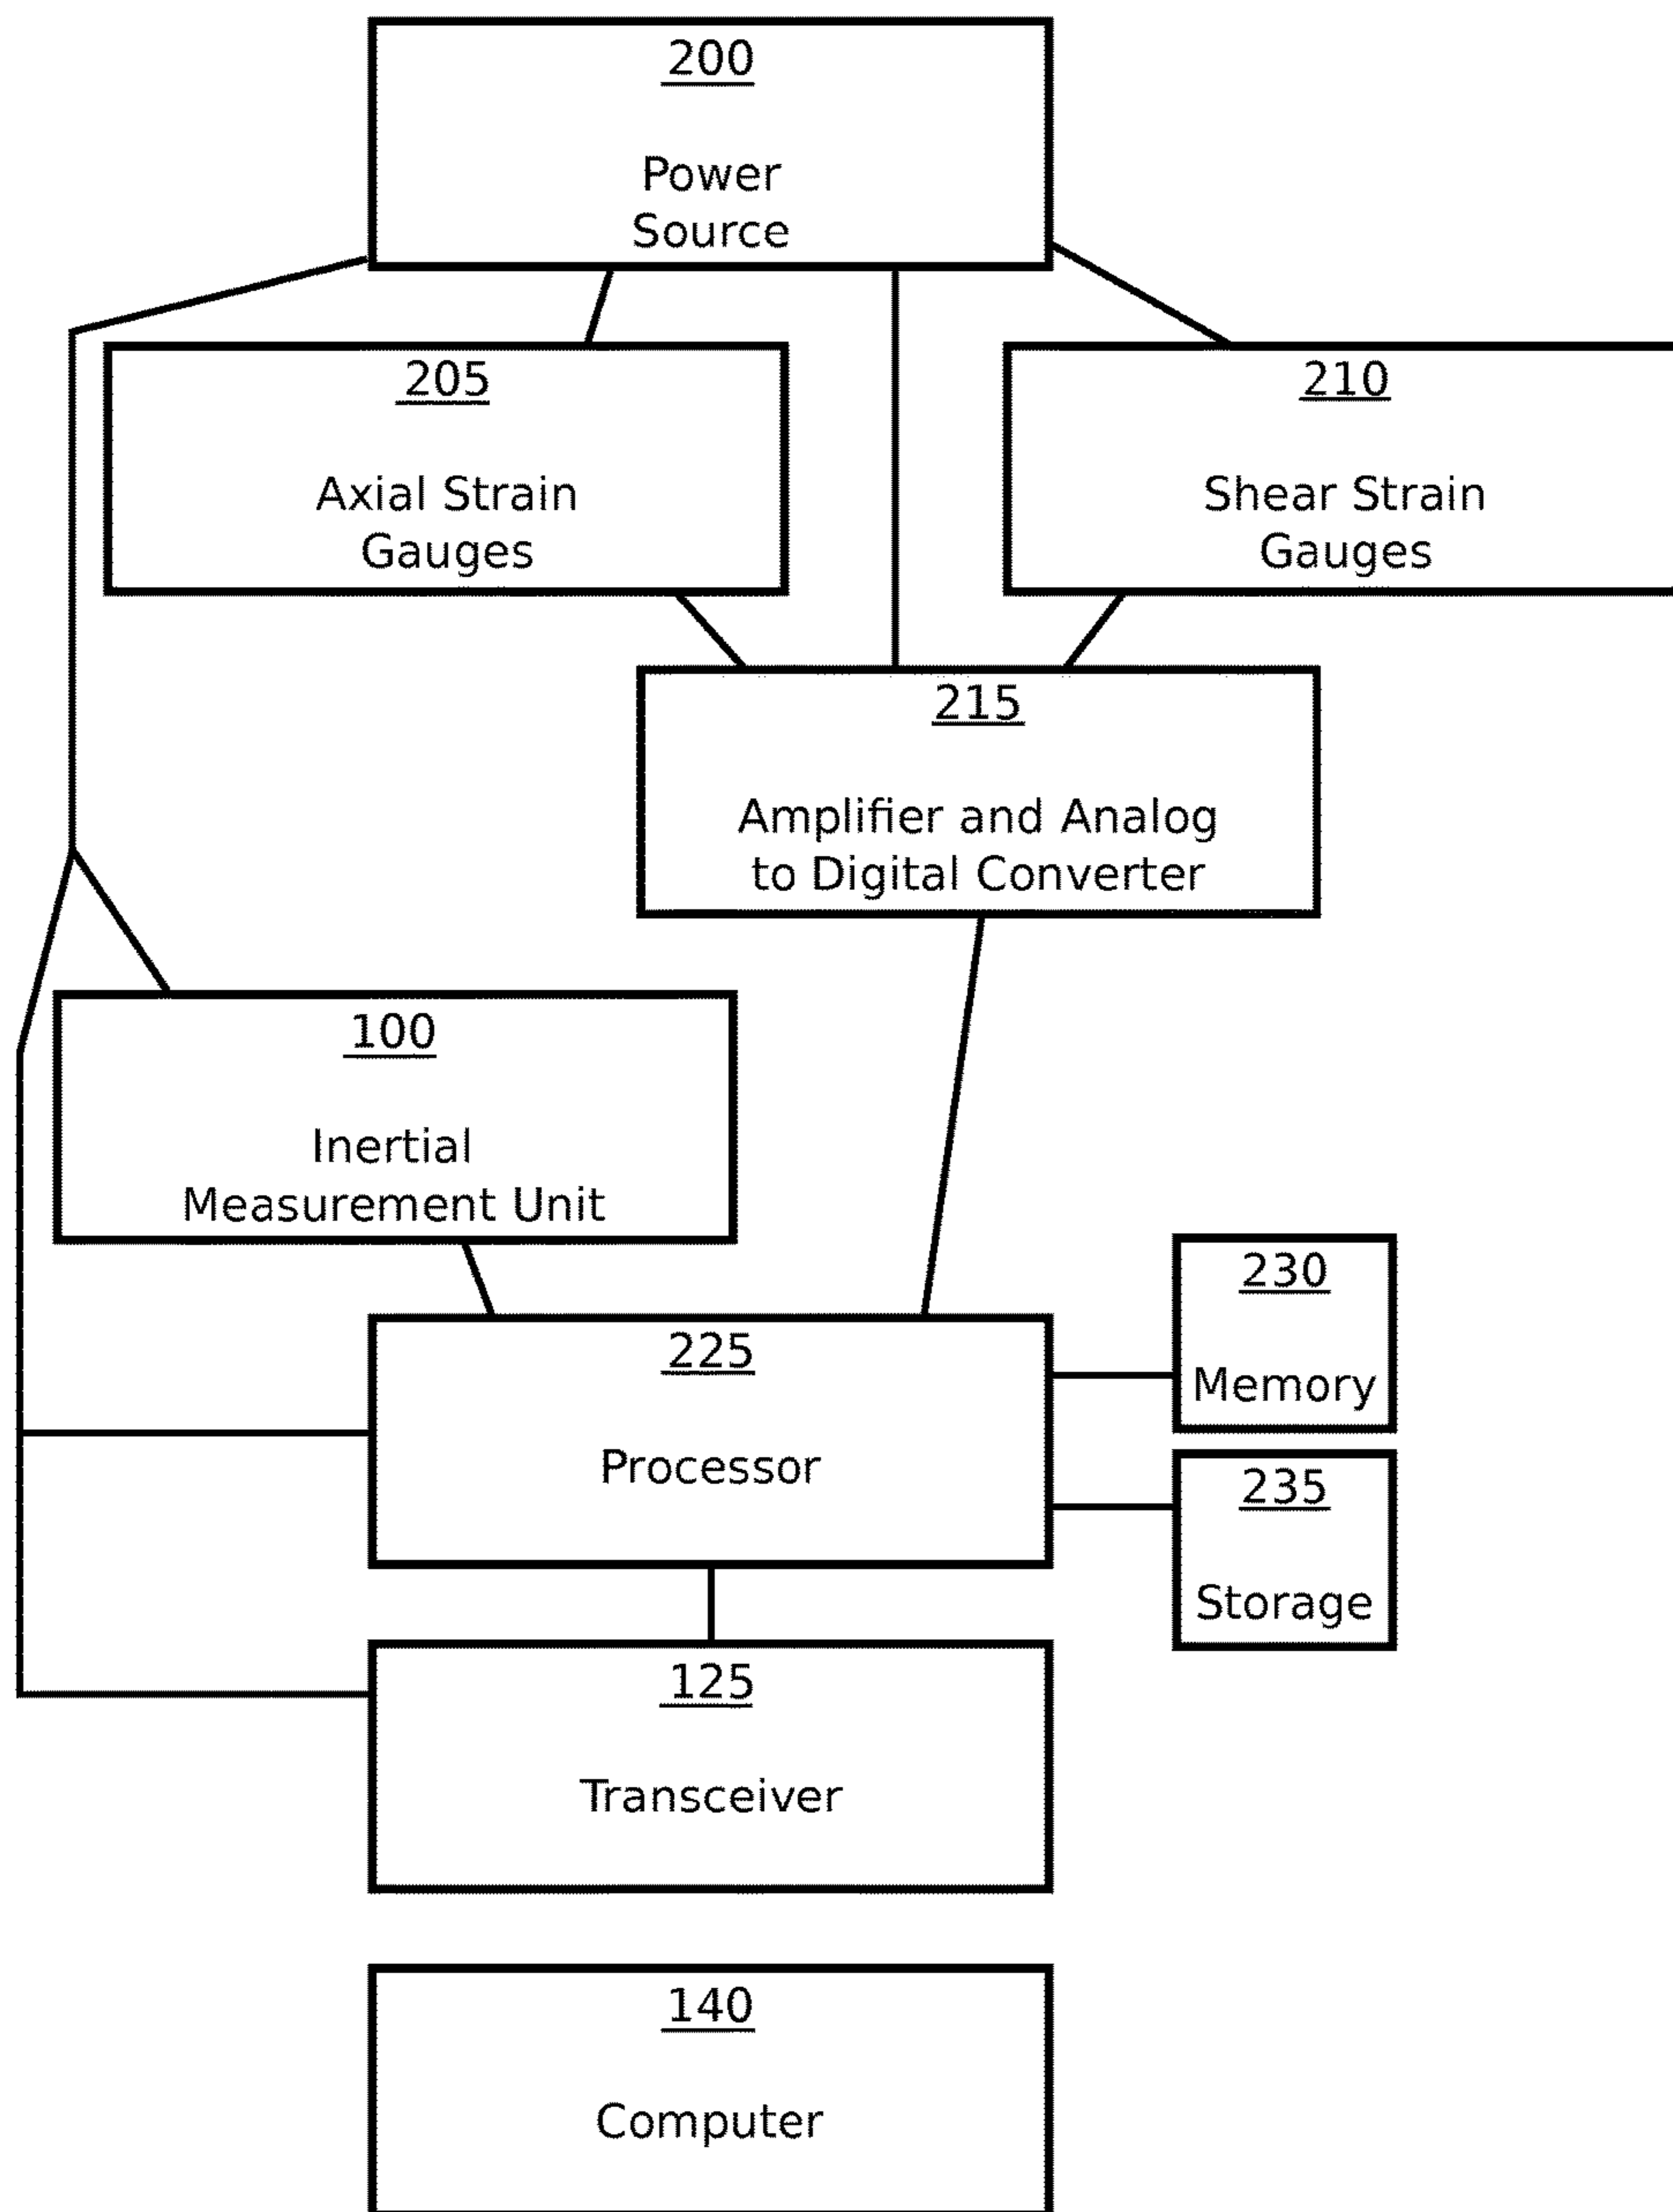 200
Power
Source
205
Axial Strain
Gauges
210
Shear Strain
Gauges
215
Amplifier and Analog
to Digital Converter
100
Inertial
Measurement Unit
230
Memory
225
Processor
235
Storage
125
Transceiver
140
Computer